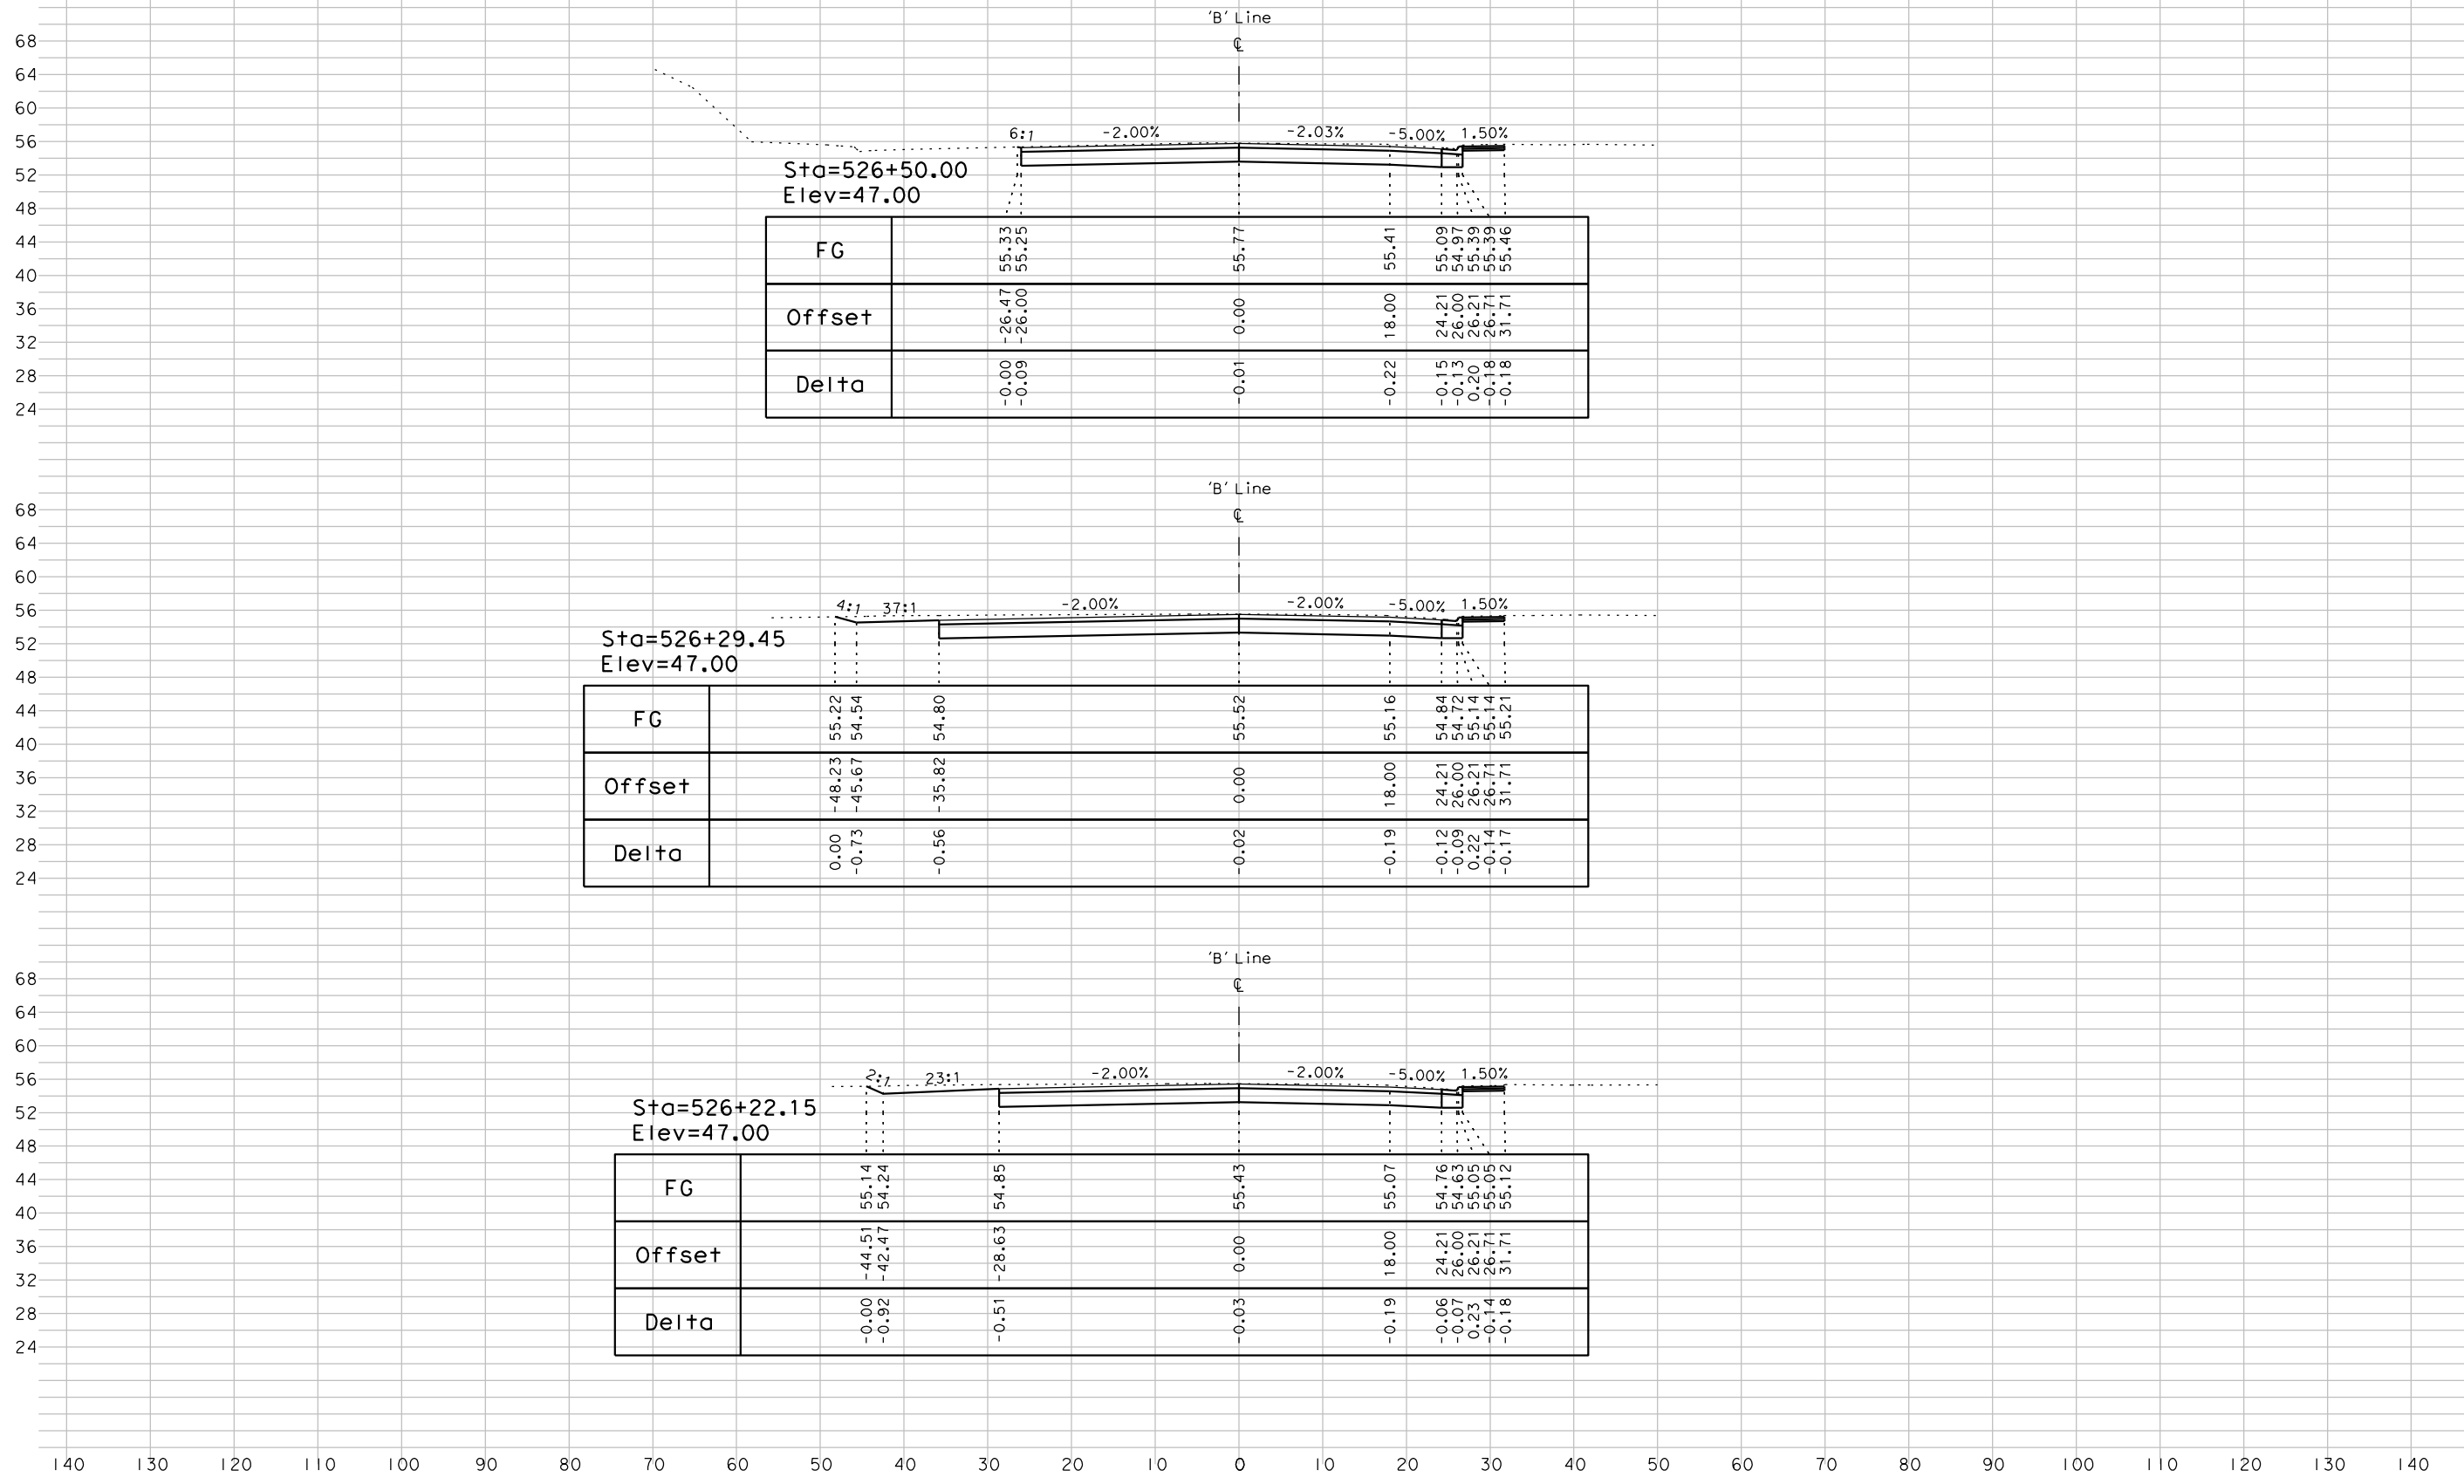 'B' Line
℄
68
64
60
56
52
48
44
40
36
32
28
24
6:1 -2.00% -2.03% -5.00% 1.50%
Sta=526+50.00
Elev=47.00
FG 55.33 55.25 55.77 55.41 55.09 54.97 55.39 55.39 55.46
Offset -26.47 -26.00 0.00 18.00 24.21 26.00 26.21 26.71 31.71
Delta -0.00 -0.09 -0.01 -0.22 -0.15 -0.13 0.20 -0.18 -0.18
'B' Line
℄
68
64
60
56
52
48
44
40
36
32
28
24
4:1 37:1 -2.00% -2.00% -5.00% 1.50%
Sta=526+29.45
Elev=47.00
FG 55.22 54.54 54.80 55.52 55.16 54.84 54.72 55.14 55.14 55.21
Offset -48.23 -45.67 -35.82 0.00 18.00 24.21 26.00 26.21 26.71 31.71
Delta 0.00 -0.73 -0.56 -0.02 -0.19 -0.12 -0.09 0.22 -0.14 -0.17
'B' Line
℄
68
64
60
56
52
48
44
40
36
32
28
24
2:1 23:1 -2.00% -2.00% -5.00% 1.50%
Sta=526+22.15
Elev=47.00
FG 55.14 54.24 54.85 55.43 55.07 54.76 54.63 55.05 55.05 55.12
Offset -44.51 -42.47 -28.63 0.00 18.00 24.21 26.00 26.21 26.71 31.71
Delta -0.00 -0.92 -0.51 -0.03 -0.19 -0.06 -0.07 0.23 -0.14 -0.18
140 130 120 110 100 90 80 70 60 50 40 30 20 10 0 10 20 30 40 50 60 70 80 90 100 110 120 130 140